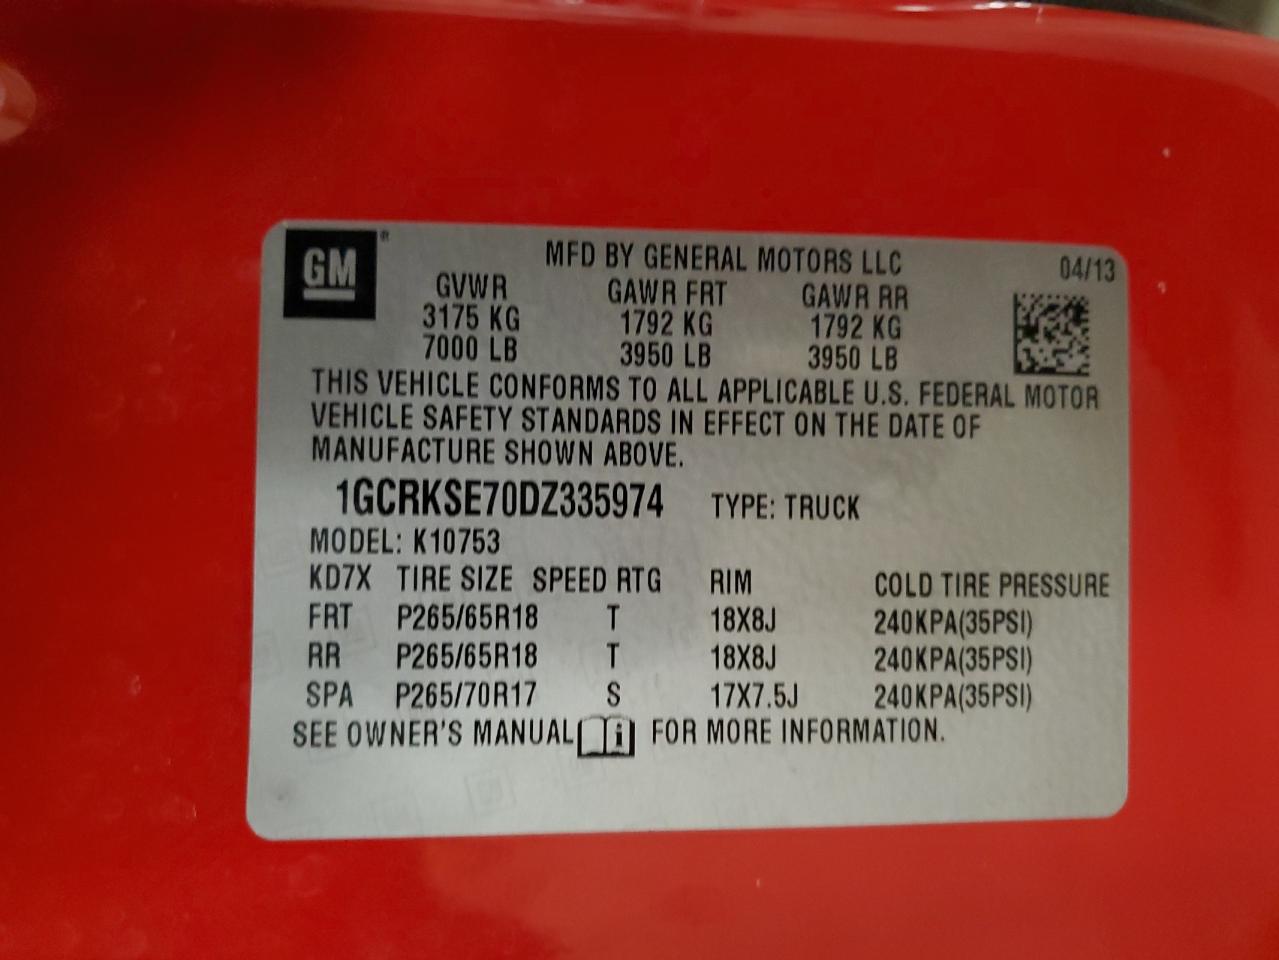 GM® MFD BY GENERAL MOTORS LLC 04/13
GVWR GAWR FRT GAWR RR
3175 KG 1792 KG 1792 KG
7000 LB 3950 LB 3950 LB
THIS VEHICLE CONFORMS TO ALL APPLICABLE U.S. FEDERAL MOTOR
VEHICLE SAFETY STANDARDS IN EFFECT ON THE DATE OF
MANUFACTURE SHOWN ABOVE.
1GCRKSE70DZ335974 TYPE: TRUCK
MODEL: K10753
KD7X TIRE SIZE SPEED RTG RIM COLD TIRE PRESSURE
FRT P265/65R18 T 18X8J 240KPA(35PSI)
RR P265/65R18 T 18X8J 240KPA(35PSI)
SPA P265/70R17 S 17X7.5J 240KPA(35PSI)
SEE OWNER'S MANUAL i FOR MORE INFORMATION.